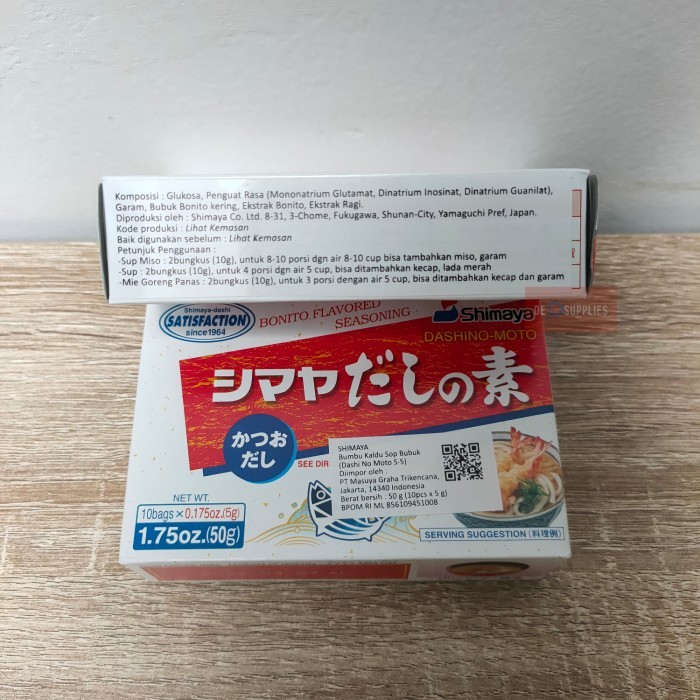 Komposisi : Glukosa, Penguat Rasa (Mononatrium Glutamat, Dinatrium Inosinat, Dinatrium Guanilat),
Garam, Bubuk Bonito kering, Ekstrak Bonito, Ekstrak Ragi.
Diproduksi oleh : Shimaya Co. Ltd. 8-31, 3-Chome, Fukugawa, Shunan-City, Yamaguchi Pref, Japan.
Kode produksi : Lihat Kemasan
Baik digunakan sebelum : Lihat Kemasan
Petunjuk Penggunaan :
-Sup Miso : 2bungkus (10g), untuk 8-10 porsi dgn air 8-10 cup bisa tambahkan miso, garam
-Sup : 2bungkus (10g), untuk 4 porsi dgn air 5 cup, bisa ditambahkan kecap, lada merah
-Mie Goreng Panas : 2bungkus (10g), untuk 3 porsi dengan air 5 cup, bisa ditambahkan kecap dan garam
DE SUPPLIES
Shimaya-dashi
SATISFACTION
since1964
BONITO FLAVORED
SEASONING
Shimaya
DASHINO-MOTO
シマヤだしの素
かつお
だし
SEE DIR
SHIMAYA
Bumbu Kaldu Sop Bubuk
(Dashi No Moto 5-S)
Diimpor oleh :
PT Masuya Graha Trikencana,
Jakarta, 14340 Indonesia
Berat bersih : 50 g (10pcs x 5 g)
BPOM RI ML 856109451008
NET WT.
10bags × 0.175oz.(5g)
1.75oz.(50g)
SERVING SUGGESTION (料理例)